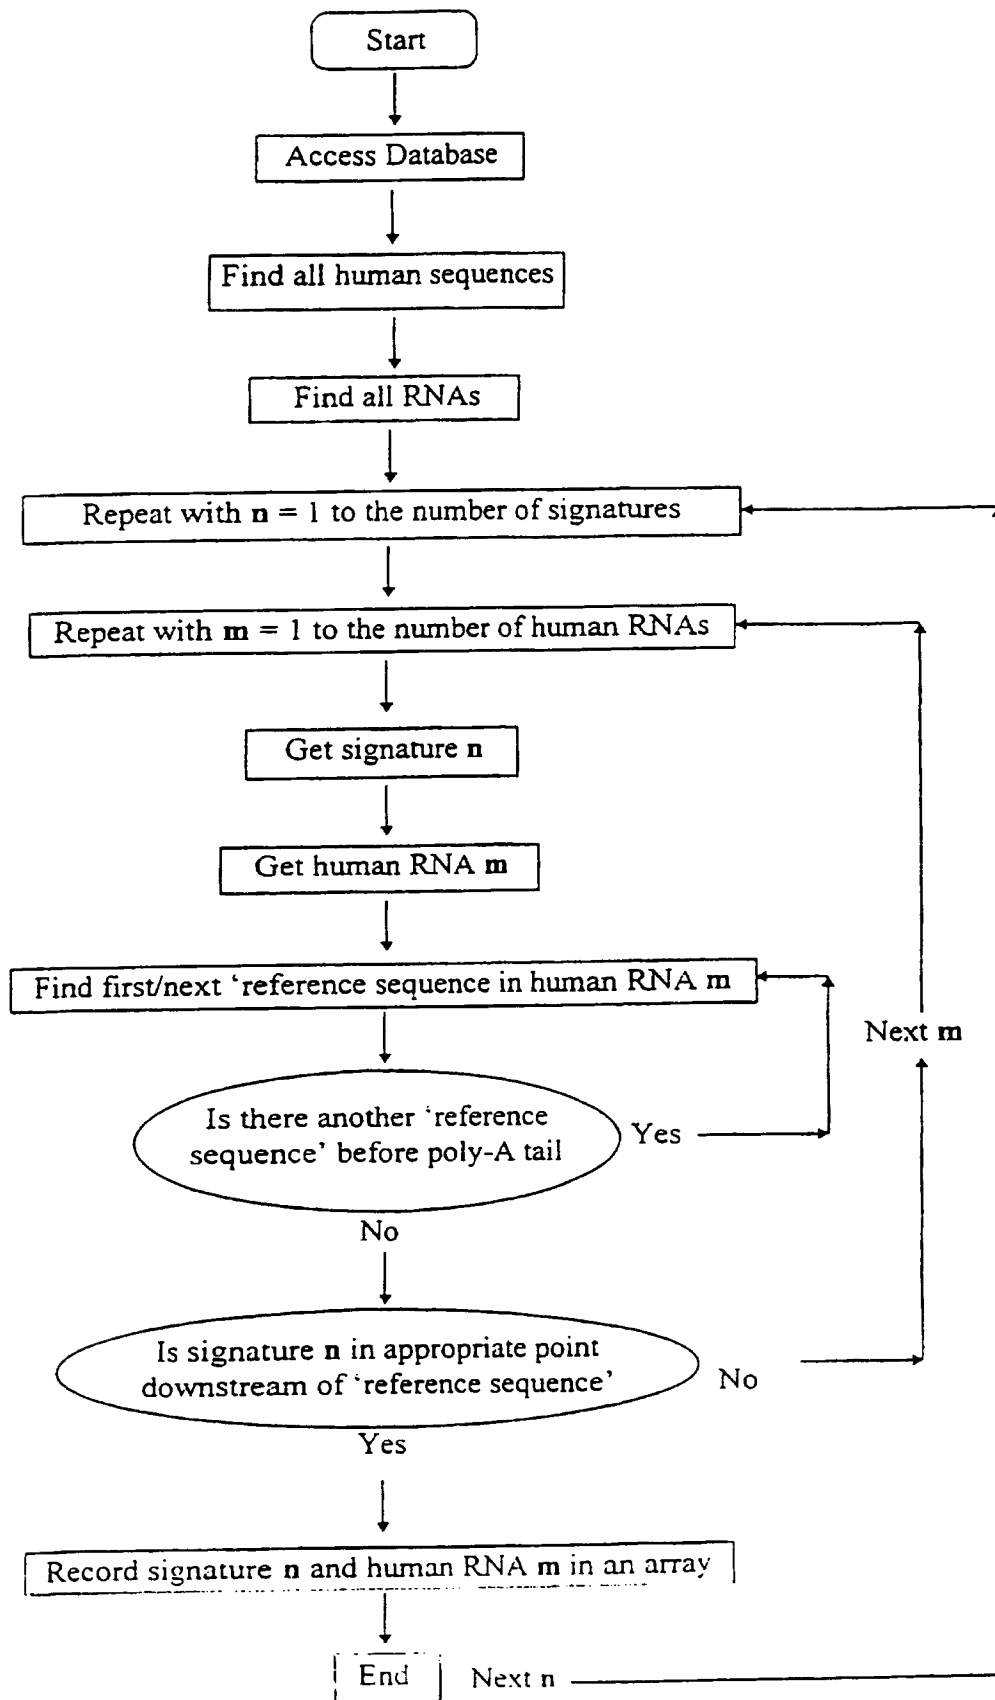 Start
Access Database
Find all human sequences
Find all RNAs
Repeat with n = 1 to the number of signatures
Repeat with m = 1 to the number of human RNAs
Get signature n
Get human RNA m
Find first/next ‘reference sequence in human RNA m
Next m
Is there another ‘reference
sequence’ before poly-A tail
Yes
No
Is signature n in appropriate point
downstream of ‘reference sequence’
No
Yes
Record signature n and human RNA m in an array
End
Next n